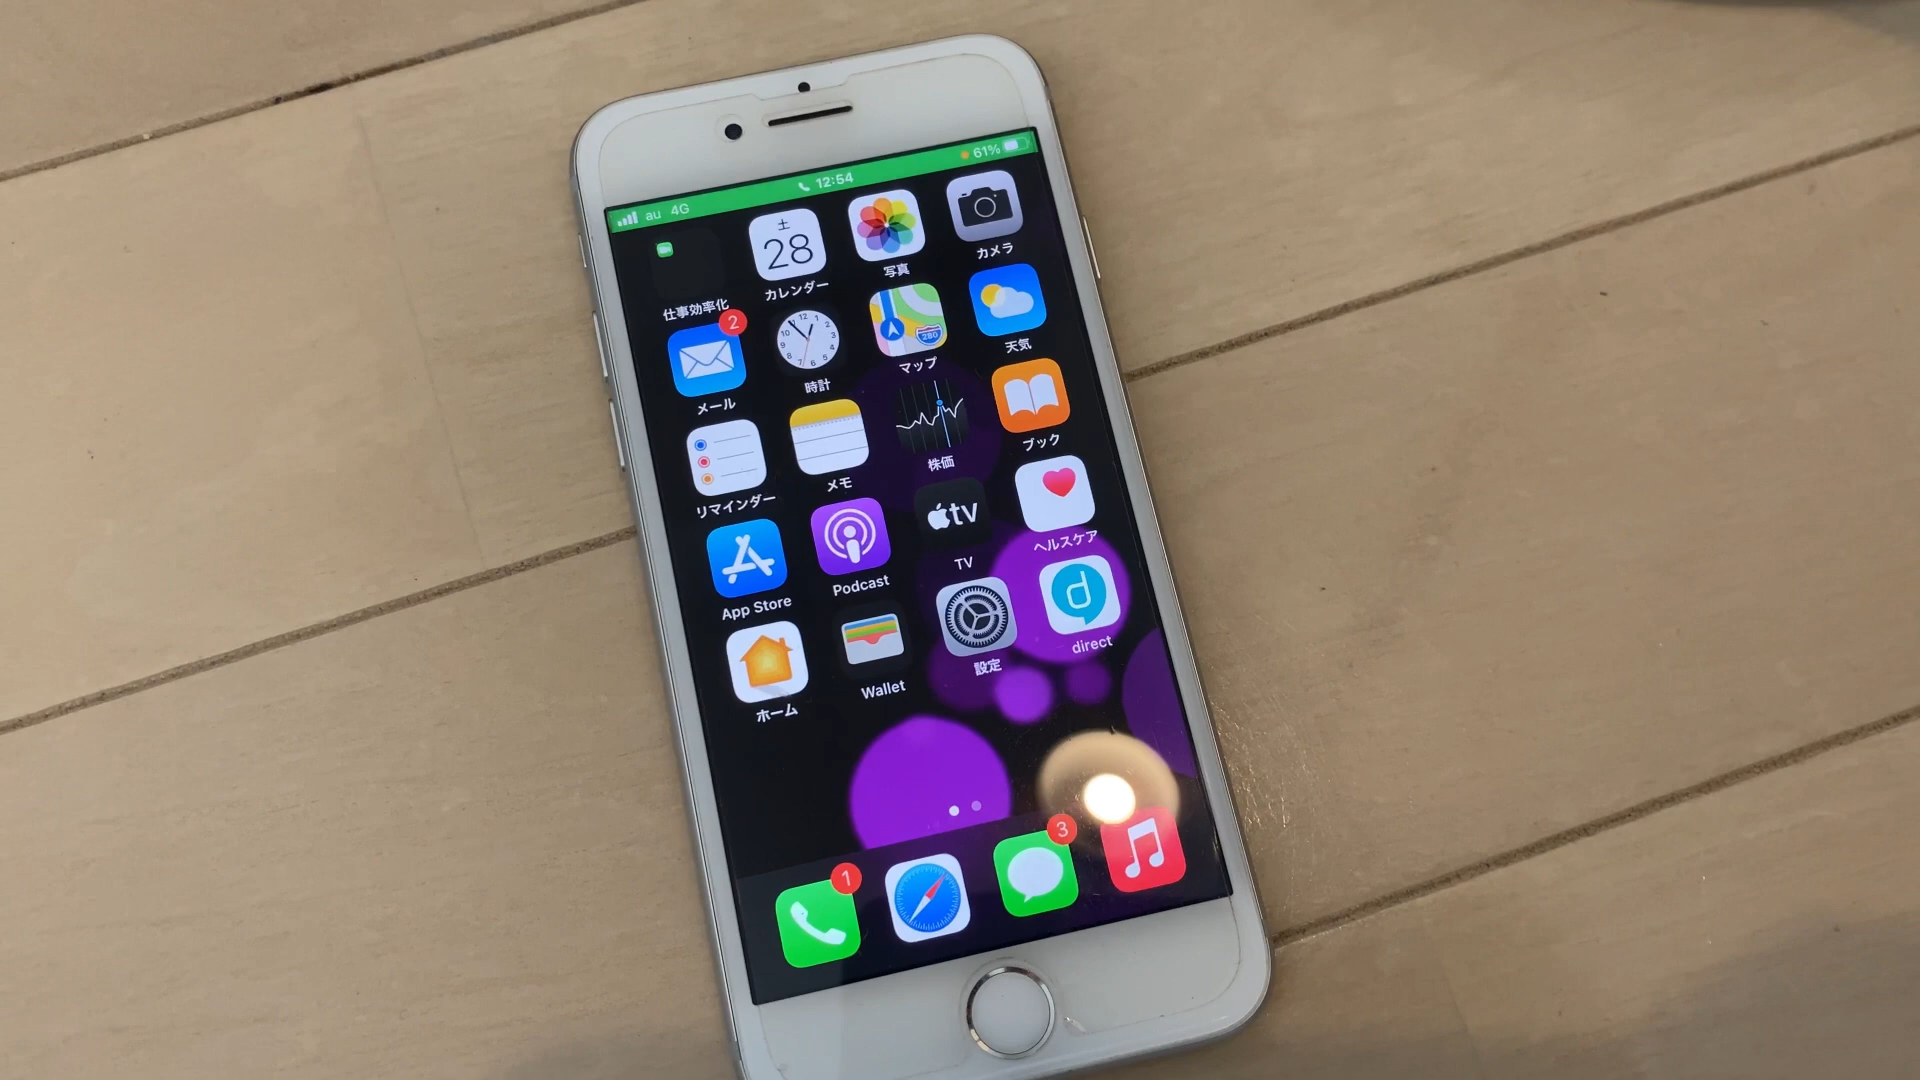 au 4G 12:54 61%
仕事効率化
土
28
カレンダー
写真
カメラ
2
メール
時計
280
マップ
天気
リマインダー
メモ
株価
ブック
App Store
Podcast
tv
TV
ヘルスケア
ホーム
Wallet
設定
d
direct
1
3